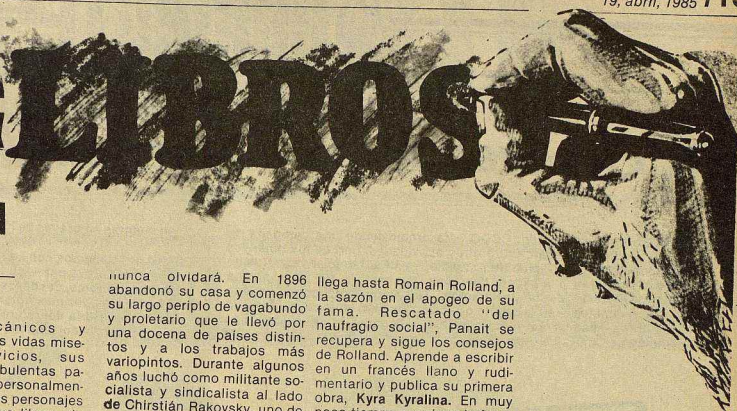 19, abril, 1985
LIBROS
cánicos y
s vidas mise-
vicios, sus
bulentas pa-
personalmen-
s personajes
nunca olvidará. En 1896
abandonó su casa y comenzó
su largo periplo de vagabundo
y proletario que le llevó por
una docena de países distin-
tos y a los trabajos más
variopintos. Durante algunos
años luchó como militante so-
cialista y sindicalista al lado
de Chirstián Rakovsky, uno de
llega hasta Romain Rolland, a
la sazón en el apogeo de su
fama. Rescatado "del
naufragio social", Panait se
recupera y sigue los consejos
de Rolland. Aprende a escribir
en un francés llano y rudi-
mentario y publica su primera
obra, Kyra Kyralina. En muy